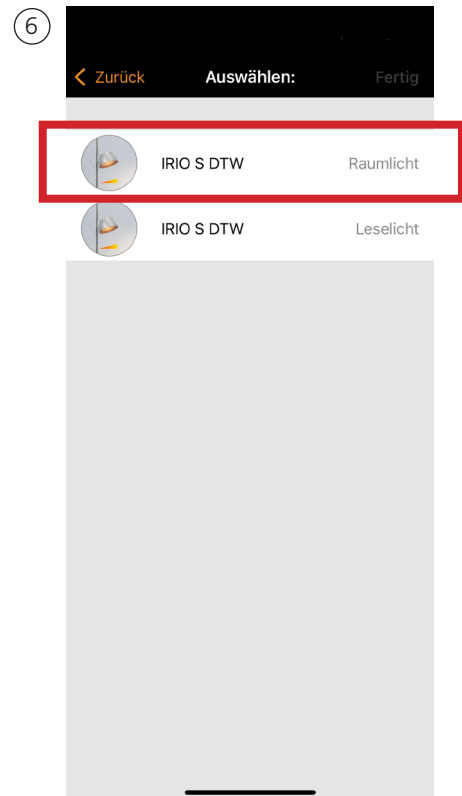 6
Zurück Auswählen: Fertig
IRIO S DTW Raumlicht
IRIO S DTW Leselicht